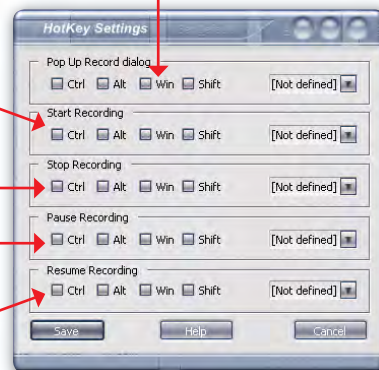 HotKey Settings
Pop Up Record dialog
Ctrl Alt Win Shift [Not defined]
Start Recording
Ctrl Alt Win Shift [Not defined]
Stop Recording
Ctrl Alt Win Shift [Not defined]
Pause Recording
Ctrl Alt Win Shift [Not defined]
Resume Recording
Ctrl Alt Win Shift [Not defined]
Save Help Cancel